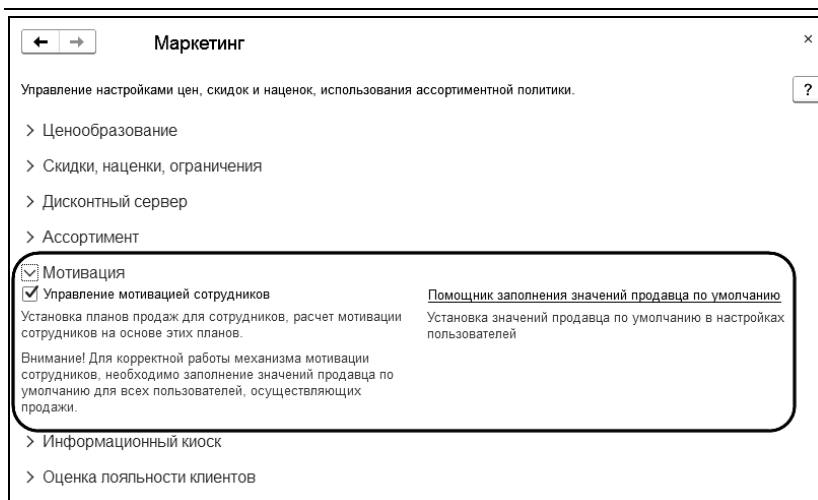 Маркетинг
Управление настройками цен, скидок и наценок, использования ассортиментной политики.
?
Ценообразование
Скидки, наценки, ограничения
Дисконтный сервер
Ассортимент
Мотивация
Управление мотивацией сотрудников
Установка планов продаж для сотрудников, расчет мотивации
сотрудников на основе этих планов.
Внимание! Для корректной работы механизма мотивации
сотрудников, необходимо заполнение значений продавца по
умолчанию для всех пользователей, осуществляющих
продажи.
Помощник заполнения значений продавца по умолчанию
Установка значений продавца по умолчанию в настройках
пользователей
Информационный киоск
Оценка лояльности клиентов